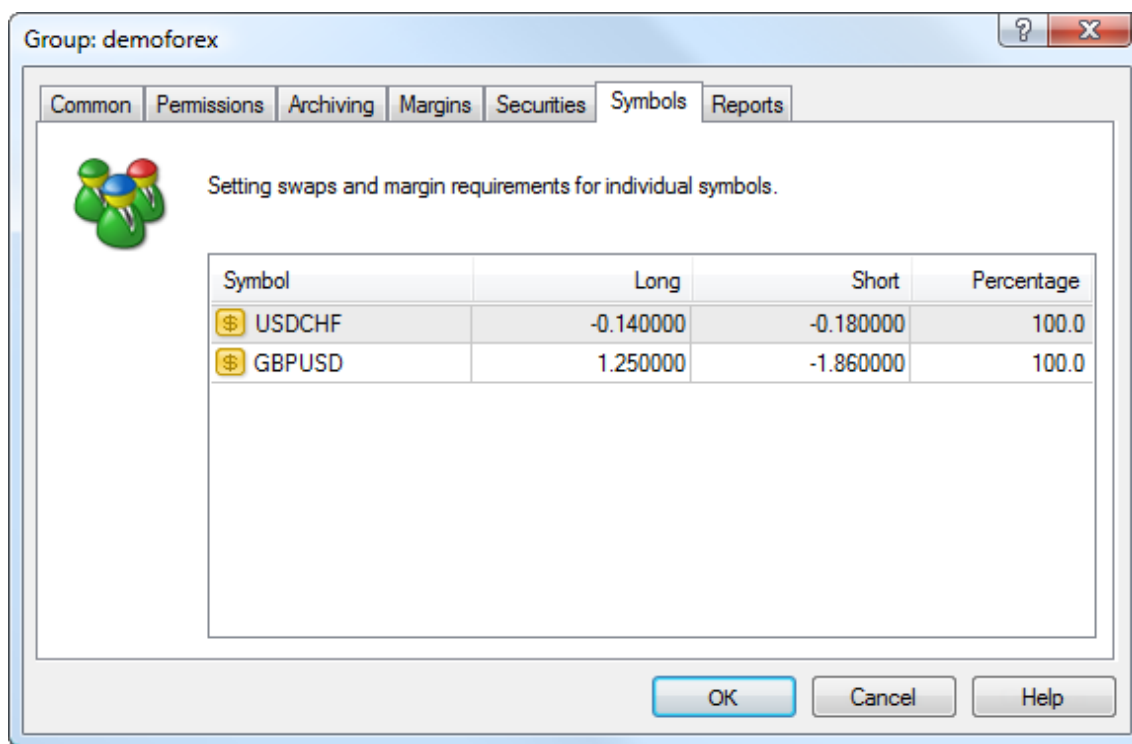 Group: demoforex
Common Permissions Archiving Margins Securities Symbols Reports
Setting swaps and margin requirements for individual symbols.
Symbol Long Short Percentage
$ USDCHF -0.140000 -0.180000 100.0
$ GBPUSD 1.250000 -1.860000 100.0
OK Cancel Help